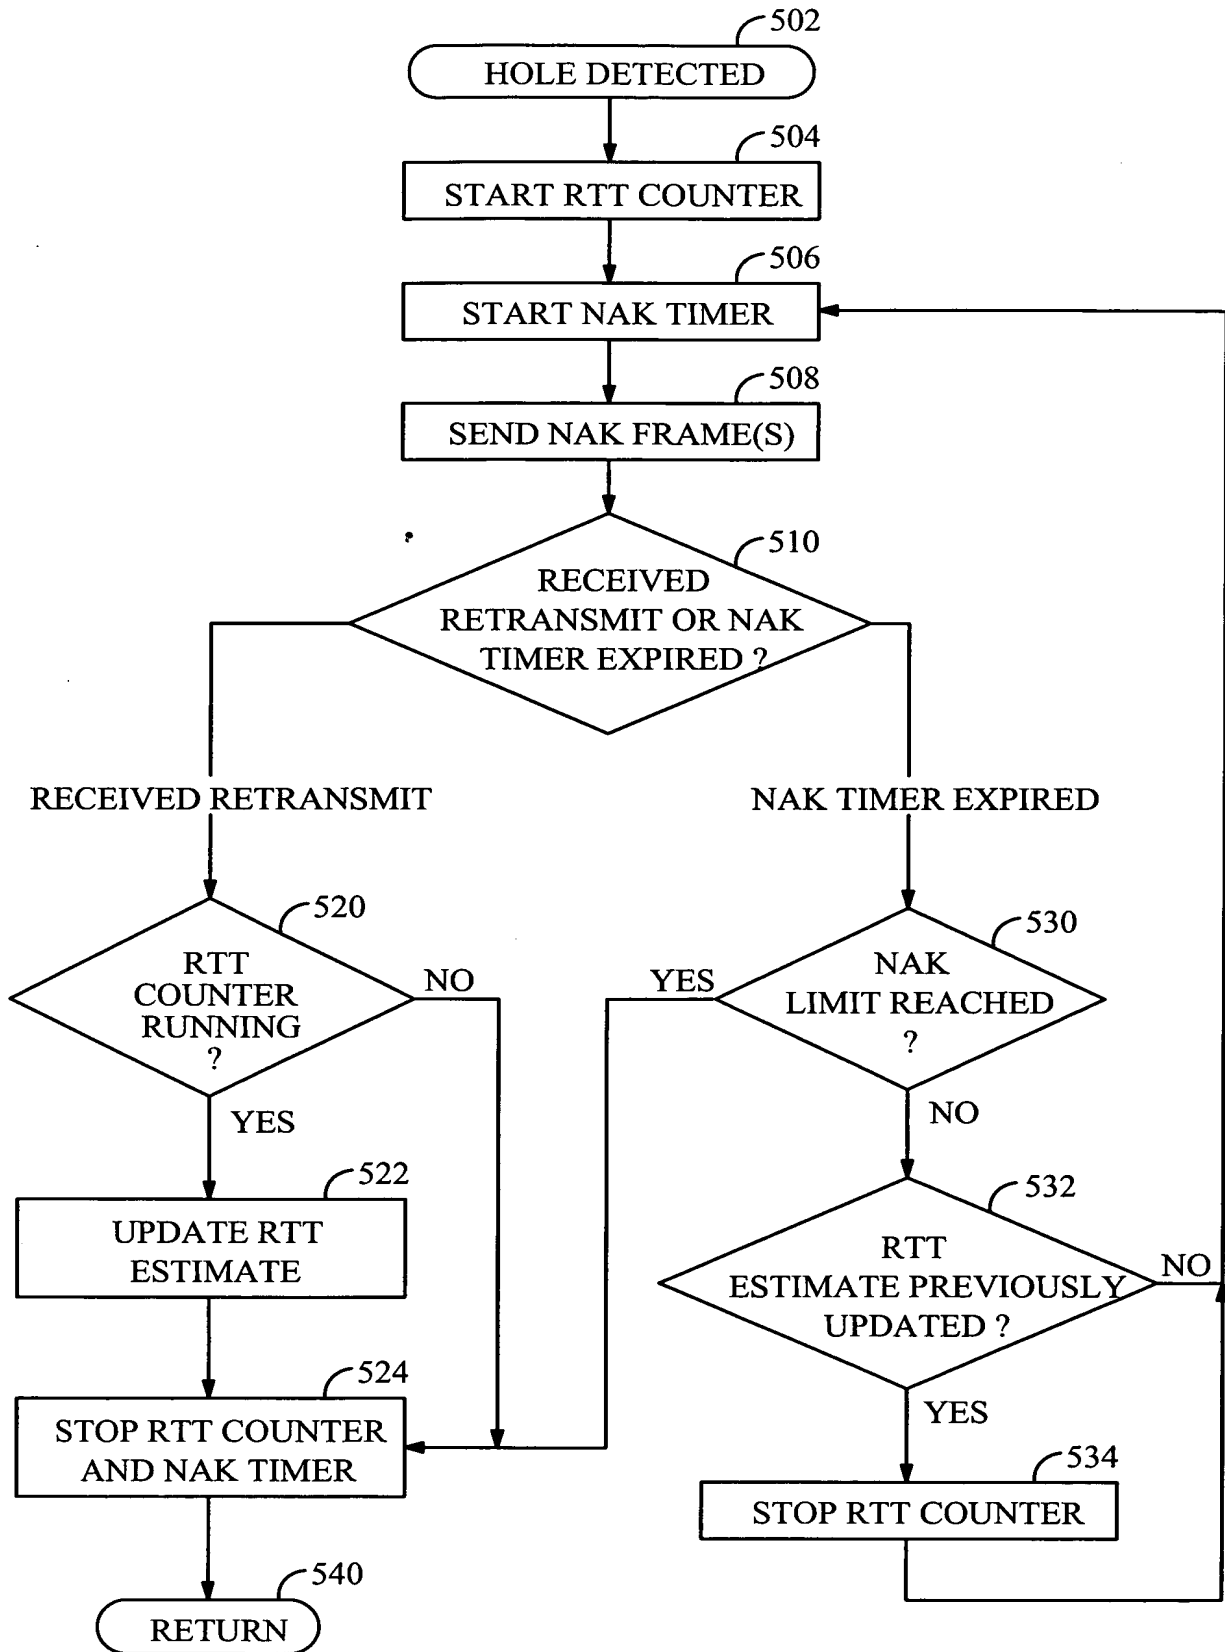 502
HOLE DETECTED
504
START RTT COUNTER
506
START NAK TIMER
508
SEND NAK FRAME(S)
510
RECEIVED
RETRANSMIT OR NAK
TIMER EXPIRED ?
RECEIVED RETRANSMIT
NAK TIMER EXPIRED
520
RTT
COUNTER
RUNNING
?
NO
YES
530
NAK
LIMIT REACHED
?
YES
NO
522
UPDATE RTT
ESTIMATE
532
RTT
ESTIMATE PREVIOUSLY
UPDATED ?
NO
YES
524
STOP RTT COUNTER
AND NAK TIMER
534
STOP RTT COUNTER
540
RETURN